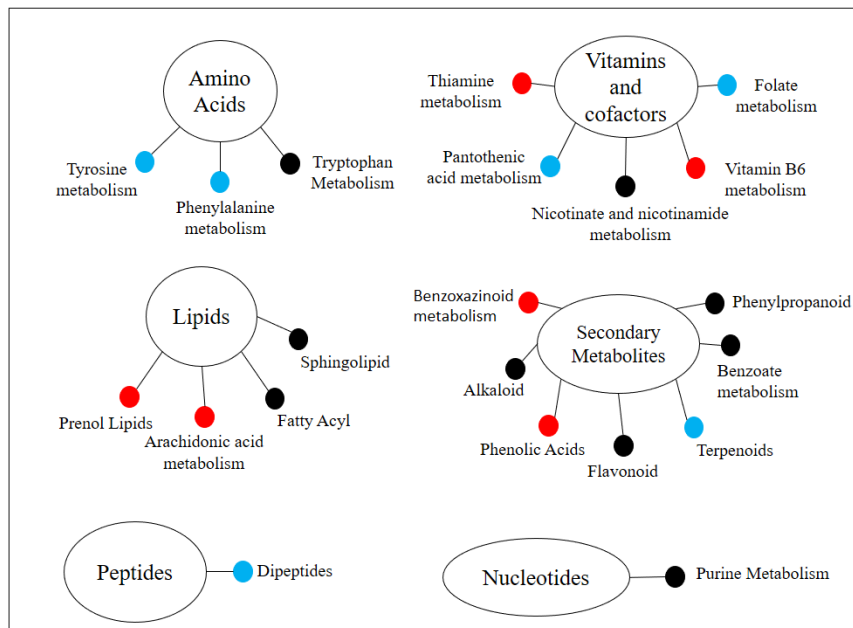 Amino
Acids
Tyrosine
metabolism
Phenylalanine
metabolism
Tryptophan
Metabolism
Vitamins
and
cofactors
Thiamine
metabolism
Folate
metabolism
Pantothenic
acid metabolism
Vitamin B6
metabolism
Nicotinate and nicotinamide
metabolism
Lipids
Sphingolipid
Prenol Lipids
Fatty Acyl
Arachidonic acid
metabolism
Secondary
Metabolites
Benzoxazinoid
metabolism
Phenylpropanoid
Benzoate
metabolism
Alkaloid
Phenolic Acids
Flavonoid
Terpenoids
Peptides
Dipeptides
Nucleotides
Purine Metabolism